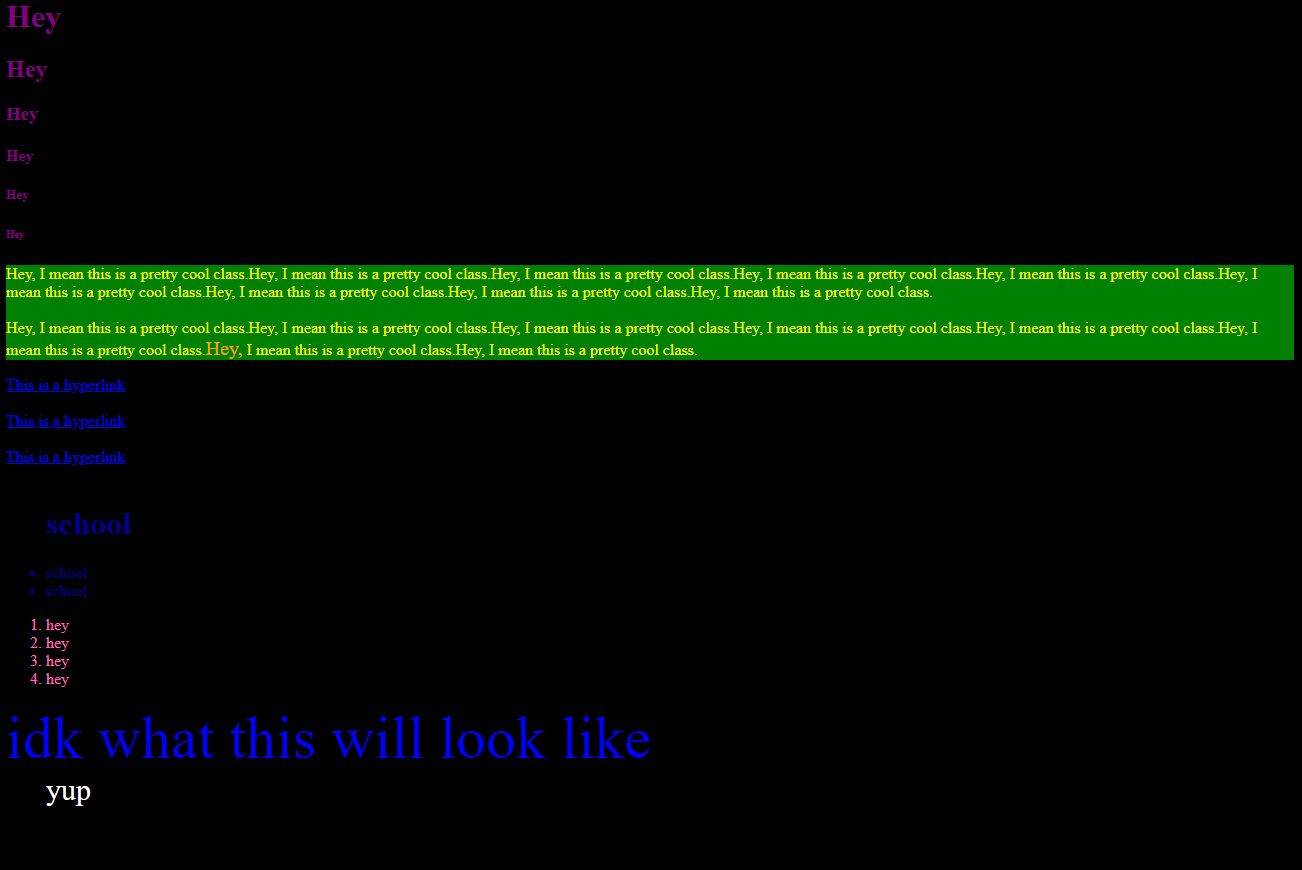 Hey
Hey
Hey
Hey
Hey
Hey
Hey, I mean this is a pretty cool class.Hey, I mean this is a pretty cool class.Hey, I mean this is a pretty cool class.Hey, I mean this is a pretty cool class.Hey, I mean this is a pretty cool class.Hey, I
mean this is a pretty cool class.Hey, I mean this is a pretty cool class.Hey, I mean this is a pretty cool class.Hey, I mean this is a pretty cool class.
Hey, I mean this is a pretty cool class.Hey, I mean this is a pretty cool class.Hey, I mean this is a pretty cool class.Hey, I mean this is a pretty cool class.Hey, I mean this is a pretty cool class.Hey, I
mean this is a pretty cool class.Hey, I mean this is a pretty cool class.Hey, I mean this is a pretty cool class.
This is a hyperlink
This is a hyperlink
This is a hyperlink
school
• school
• school
1. hey
2. hey
3. hey
4. hey
idk what this will look like
yup